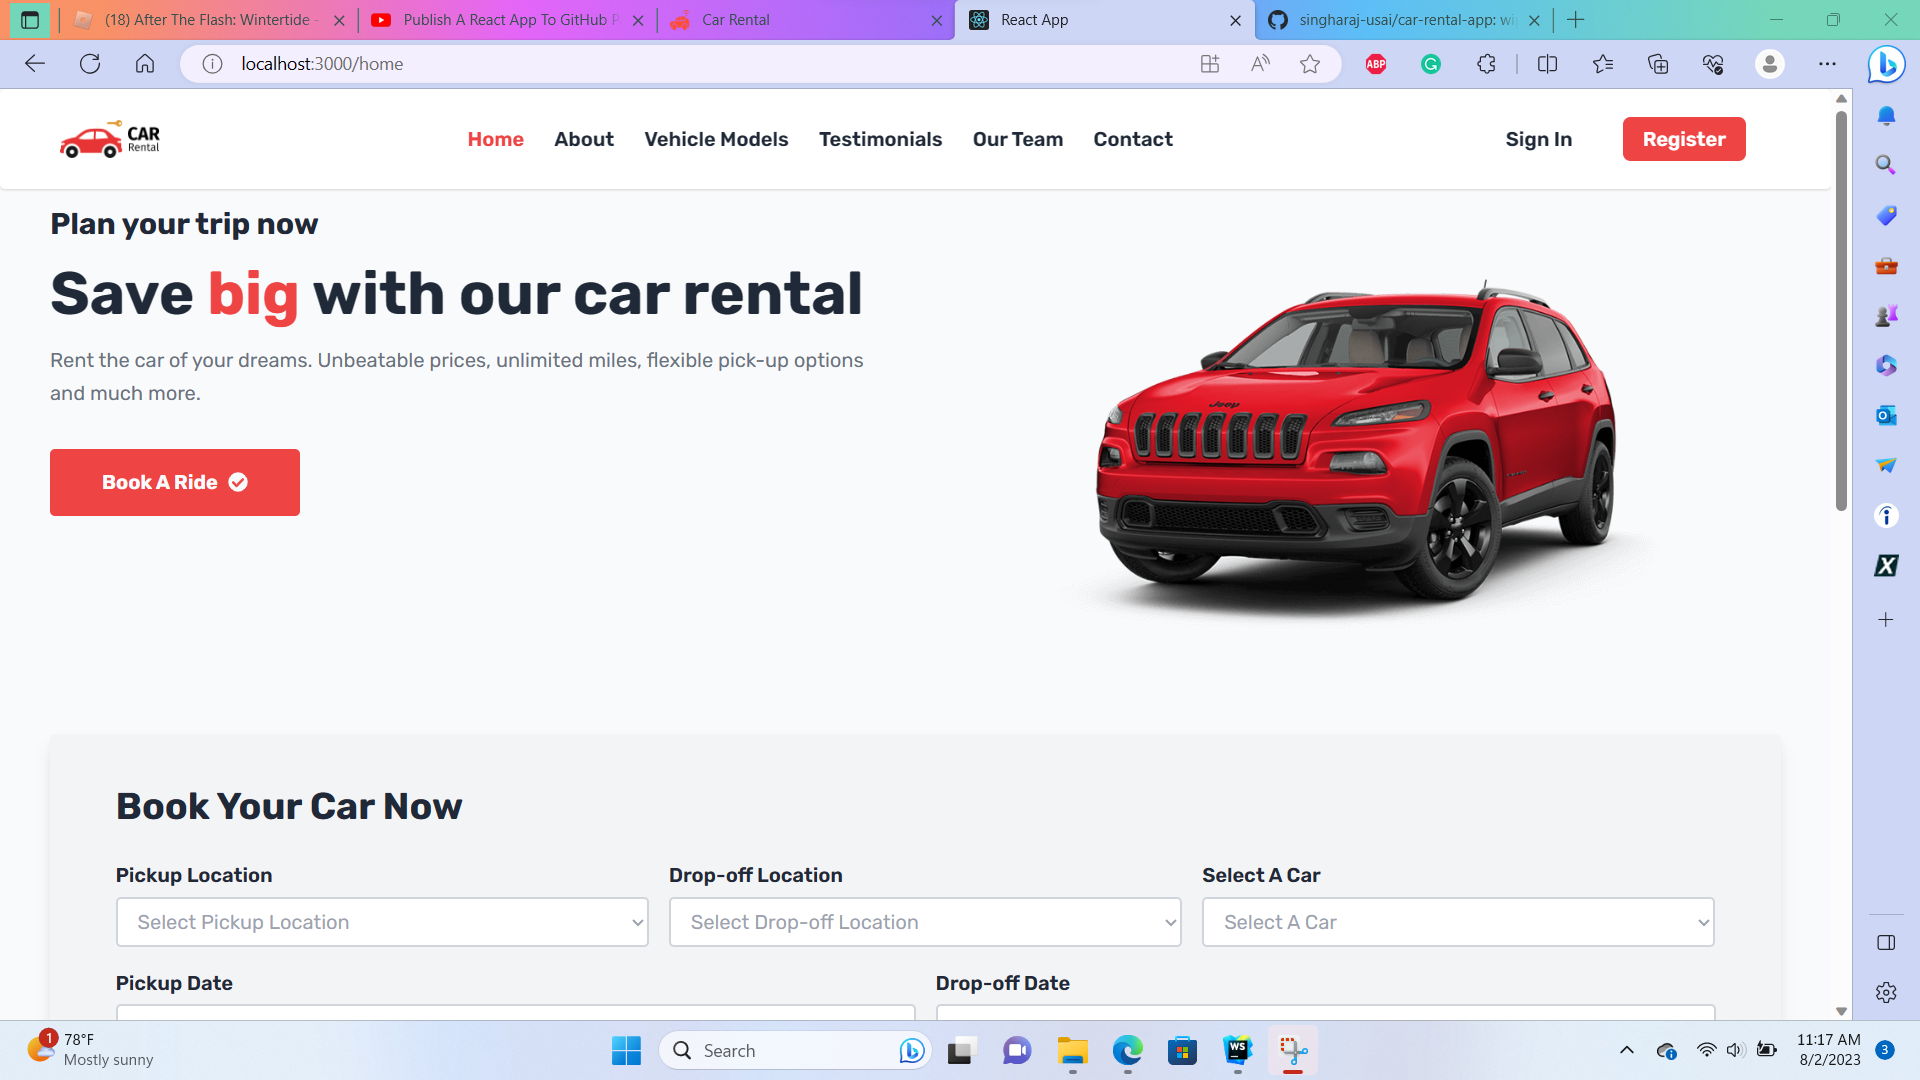 (18) After The Flash: Wintertide -
Publish A React App To GitHub P
Car Rental
React App
singharaj-usai/car-rental-app: wi
localhost:3000/home
ABP
CAR
Rental
Home
About
Vehicle Models
Testimonials
Our Team
Contact
Sign In
Register
Plan your trip now
Save big with our car rental
Rent the car of your dreams. Unbeatable prices, unlimited miles, flexible pick-up options
and much more.
Book A Ride
Jeep
Book Your Car Now
Pickup Location
Drop-off Location
Select A Car
Select Pickup Location
Select Drop-off Location
Select A Car
Pickup Date
Drop-off Date
1
78°F
Mostly sunny
Search
WS
11:17 AM
8/2/2023
3